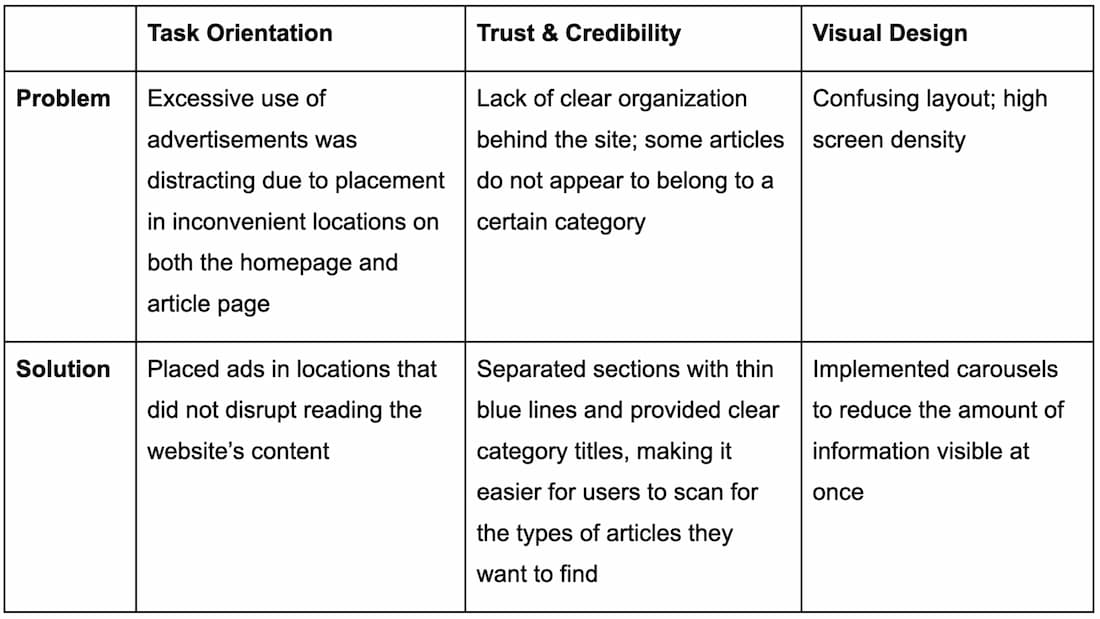 Task Orientation
Trust & Credibility
Visual Design
Problem
Excessive use of
advertisements was
distracting due to placement
in inconvenient locations on
both the homepage and
article page
Lack of clear organization
behind the site; some articles
do not appear to belong to a
certain category
Confusing layout; high
screen density
Solution
Placed ads in locations that
did not disrupt reading the
website’s content
Separated sections with thin
blue lines and provided clear
category titles, making it
easier for users to scan for
the types of articles they
want to find
Implemented carousels
to reduce the amount of
information visible at
once